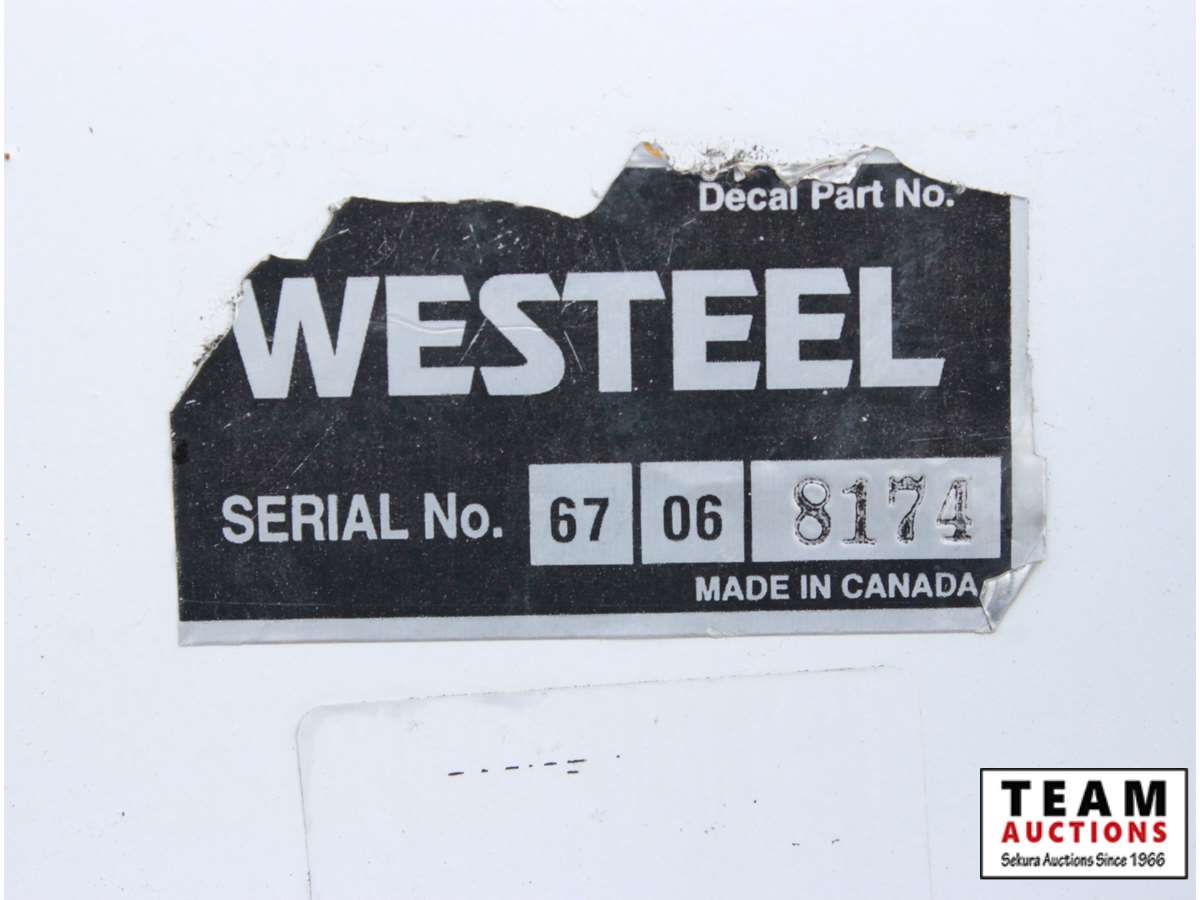 Decal Part No.
WESTEEL
SERIAL No. 67 06 8174
MADE IN CANADA
TEAM
AUCTIONS
Sekura Auctions Since 1966